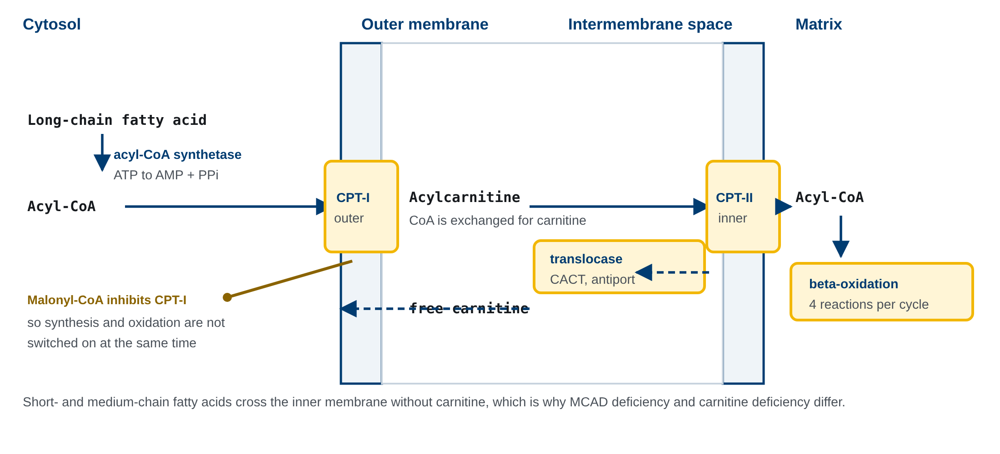 Cytosol
Outer membrane
Intermembrane space
Matrix
Long-chain fatty acid
acyl-CoA synthetase
ATP to AMP + PPi
Acyl-CoA
CPT-I
outer
Acylcarnitine
CoA is exchanged for carnitine
CPT-II
inner
Acyl-CoA
translocase
CACT, antiport
beta-oxidation
4 reactions per cycle
Malonyl-CoA inhibits CPT-I
so synthesis and oxidation are not
switched on at the same time
free carnitine
Short- and medium-chain fatty acids cross the inner membrane without carnitine, which is why MCAD deficiency and carnitine deficiency differ.